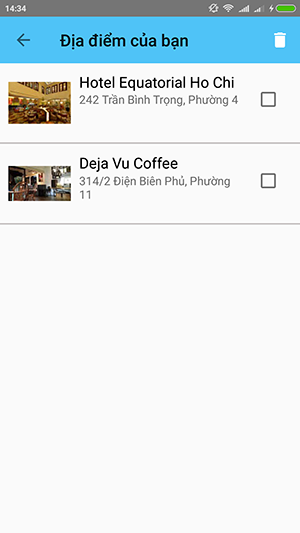 14:34
Địa điểm của bạn
Hotel Equatorial Ho Chi
242 Trần Bình Trọng, Phường 4
Deja Vu Coffee
314/2 Điện Biên Phủ, Phường
11